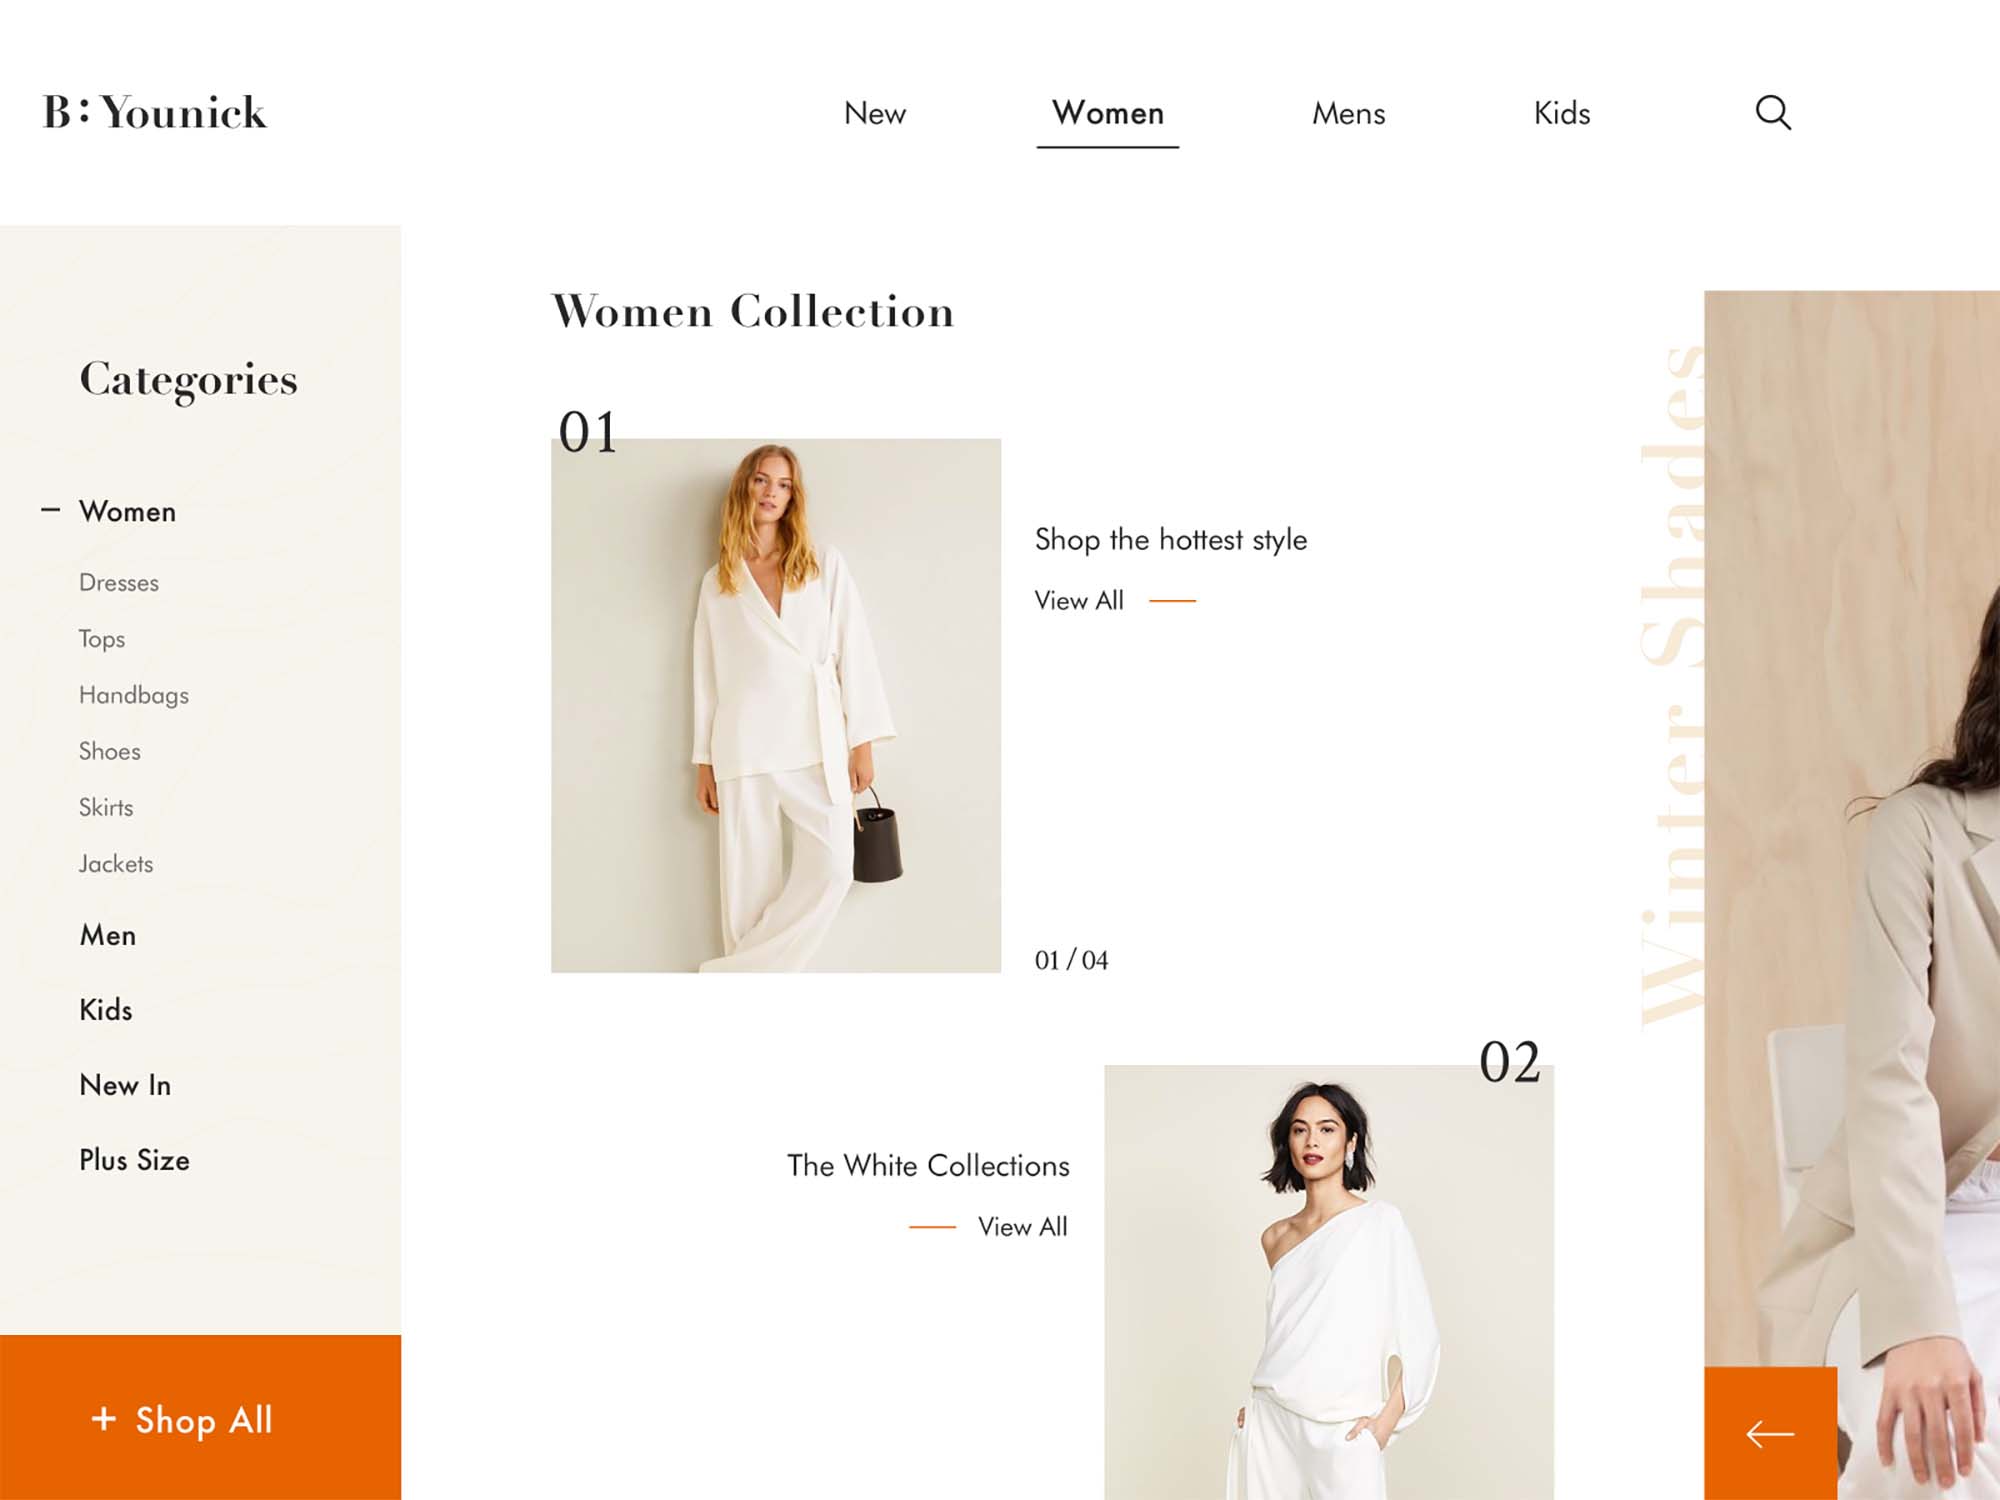 B: Younick
New
Women
Mens
Kids
Categories
Women
Dresses
Tops
Handbags
Shoes
Skirts
Jackets
Men
Kids
New In
Plus Size
+ Shop All
Women Collection
01
Shop the hottest style
View All
01 / 04
02
The White Collections
View All
Winter Shades